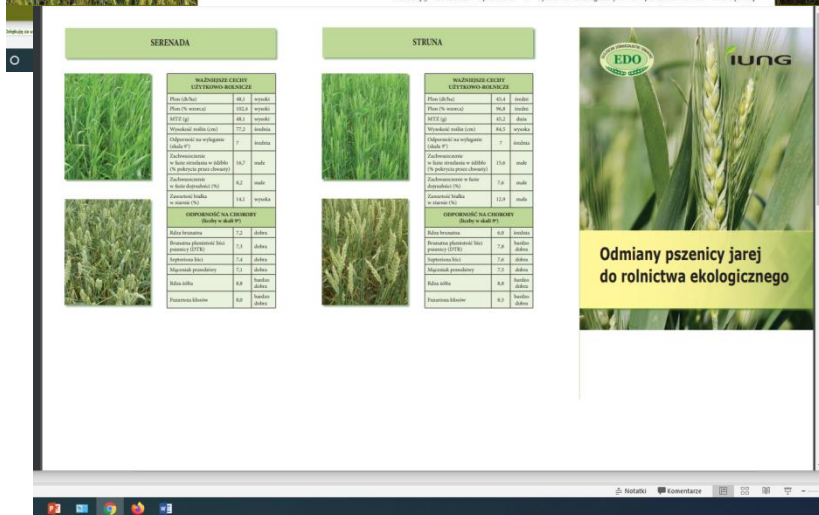 SERENADA
WAŻNIEJSZE CECHY
UŻYTKOWO-ROLNICZE
Plon (dt/ha) 48,1 wysoki
Plon (% wzorca) 102,4 wysoki
MTZ (g) 48,1 wysoki
Wysokość roślin (cm) 77,2 średnia
Odporność na wyleganie
(skala 9°) 7 średnia
Zachwaszczenie
w fazie strzelania w źdźbło
(% pokrycia przez chwasty) 16,7 małe
Zachwaszczenie
w fazie dojrzałości (%) 8,2 małe
Zawartość białka
w ziarnie (%) 14,1 wysoka
ODPORNOŚĆ NA CHOROBY
(liczby w skali 9°)
Rdza brunatna 7,2 dobra
Brunatna plamistość liści
pszenicy (DTR) 7,3 dobra
Septorioza liści 7,4 dobra
Mączniak prawdziwy 7,1 dobra
Rdza żółta 8,8 bardzo
dobra
Fuzarioza kłosów 8,0 bardzo
dobra
STRUNA
WAŻNIEJSZE CECHY
UŻYTKOWO-ROLNICZE
Plon (dt/ha) 45,4 średni
Plon (% wzorca) 96,8 średni
MTZ (g) 45,2 duża
Wysokość roślin (cm) 84,5 wysoka
Odporność na wyleganie
(skala 9°) 7 średnia
Zachwaszczenie
w fazie strzelania w źdźbło
(% pokrycia przez chwasty) 15,6 małe
Zachwaszczenie w fazie
dojrzałości (%) 7,6 małe
Zawartość białka
w ziarnie (%) 12,9 mała
ODPORNOŚĆ NA CHOROBY
(liczby w skali 9°)
Rdza brunatna 6,0 średnia
Brunatna plamistość liści
pszenicy (DTR) 7,8 bardzo
dobra
Septorioza liści 7,6 dobra
Mączniak prawdziwy 7,5 dobra
Rdza żółta 8,8 bardzo
dobra
Fuzarioza kłosów 8,3 bardzo
dobra
EDO
IUNG
Odmiany pszenicy jarej
do rolnictwa ekologicznego
Notatki Komentarze